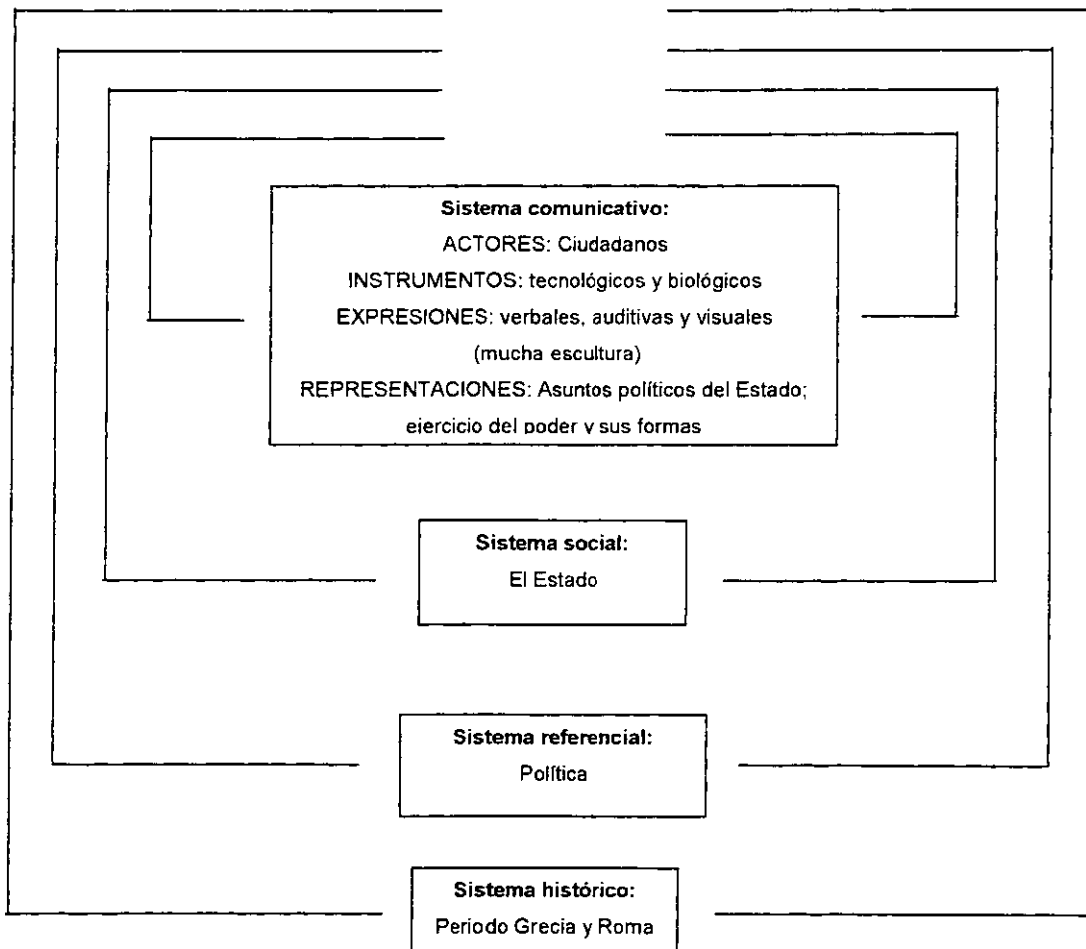 Sistema comunicativo:
ACTORES: Ciudadanos
INSTRUMENTOS: tecnológicos y biológicos
EXPRESIONES: verbales, auditivas y visuales
(mucha escultura)
REPRESENTACIONES: Asuntos políticos del Estado;
ejercicio del poder y sus formas
Sistema social:
El Estado
Sistema referencial:
Política
Sistema histórico:
Periodo Grecia y Roma